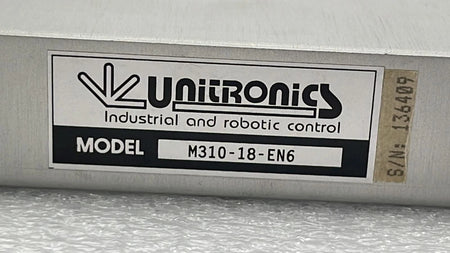 Unitronics
Industrial and robotic control
MODEL M310-18-EN6
S/N: 136409